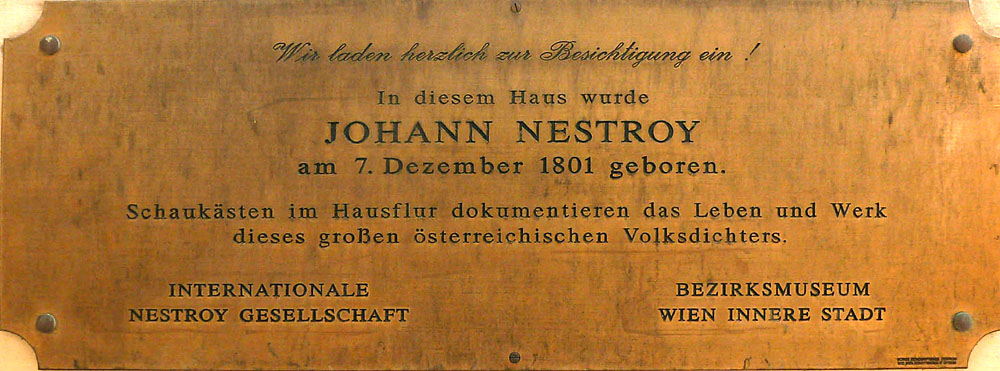 Wir laden herzlich zur Besichtigung ein !
In diesem Haus wurde
JOHANN NESTROY
am 7. Dezember 1801 geboren.
Schaukästen im Hausflur dokumentieren das Leben und Werk
dieses großen österreichischen Volksdichters.
INTERNATIONALE
NESTROY GESELLSCHAFT
BEZIRKSMUSEUM
WIEN INNERE STADT